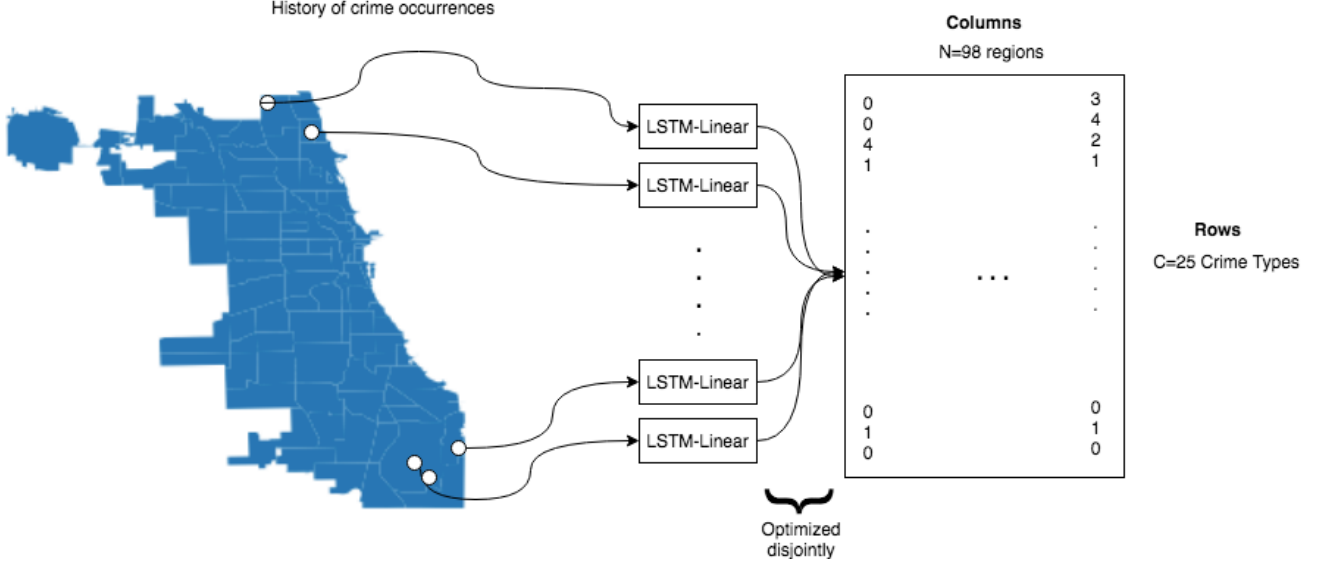 History of crime occurrences
Columns
N=98 regions
LSTM-Linear
LSTM-Linear
.
.
.
.
LSTM-Linear
LSTM-Linear
Optimized
disjointly
0
0
4
1
.
.
.
.
.
0
1
0
...
3
4
2
1
.
.
.
.
.
0
1
0
Rows
C=25 Crime Types